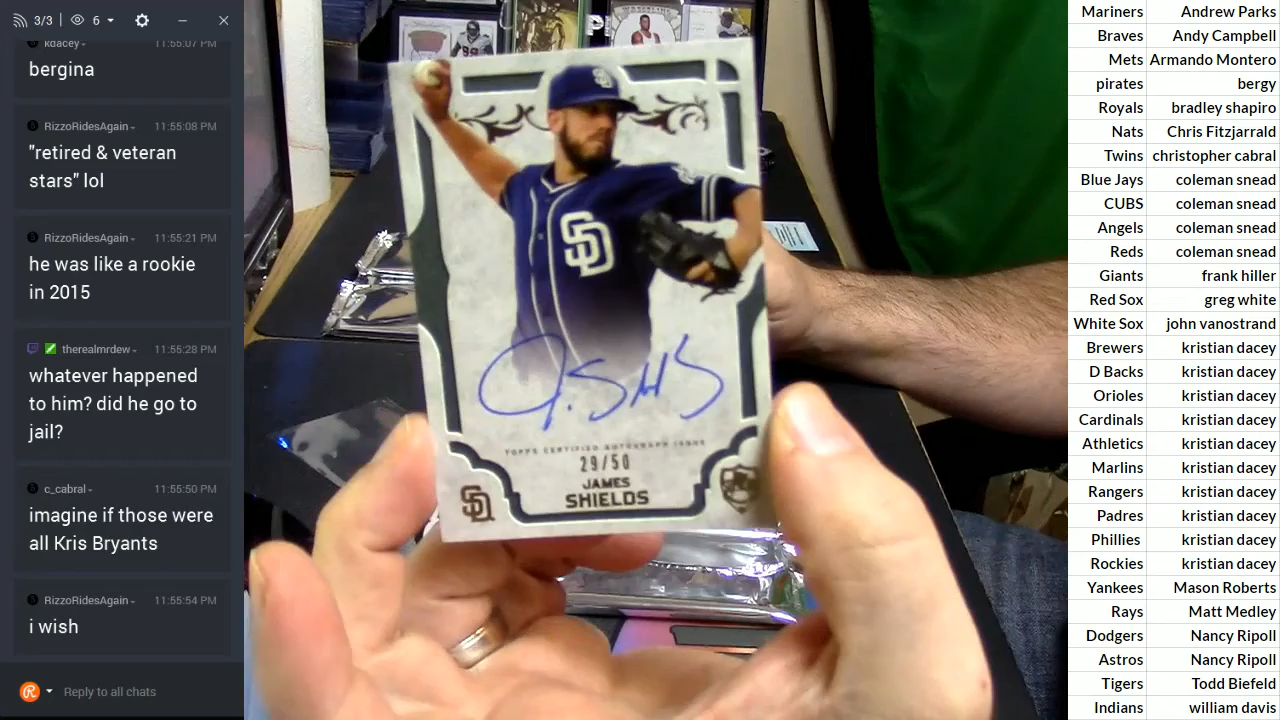 3/3
6
11:55:07 PM
bergina
RizzoRidesAgain
11:55:08 PM
"retired & veteran
stars" lol
RizzoRidesAgain
11:55:21 PM
he was like a rookie
in 2015
therealmrdew
11:55:28 PM
whatever happened
to him? did he go to
jail?
c_cabral
11:55:50 PM
imagine if those were
all Kris Bryants
RizzoRidesAgain
11:55:54 PM
i wish
Reply to all chats
SD
J. Shields
TOPPS CERTIFIED AUTOGRAPH ISSUE
29/50
JAMES
SHIELDS
SD
Andrew Parks
Braves Andy Campbell
Mets Armando Montero
pirates bergy
Royals bradley shapiro
Nats Chris Fitzjarrald
Twins christopher cabral
Blue Jays coleman snead
CUBS coleman snead
Angels coleman snead
Reds coleman snead
Giants frank hiller
Red Sox greg white
White Sox john vanostrand
Brewers kristian dacey
D Backs kristian dacey
Orioles kristian dacey
Cardinals kristian dacey
Athletics kristian dacey
Marlins kristian dacey
Rangers kristian dacey
Padres kristian dacey
Phillies kristian dacey
Rockies kristian dacey
Yankees Mason Roberts
Rays Matt Medley
Dodgers Nancy Ripoll
Ripoll
Indians william davis